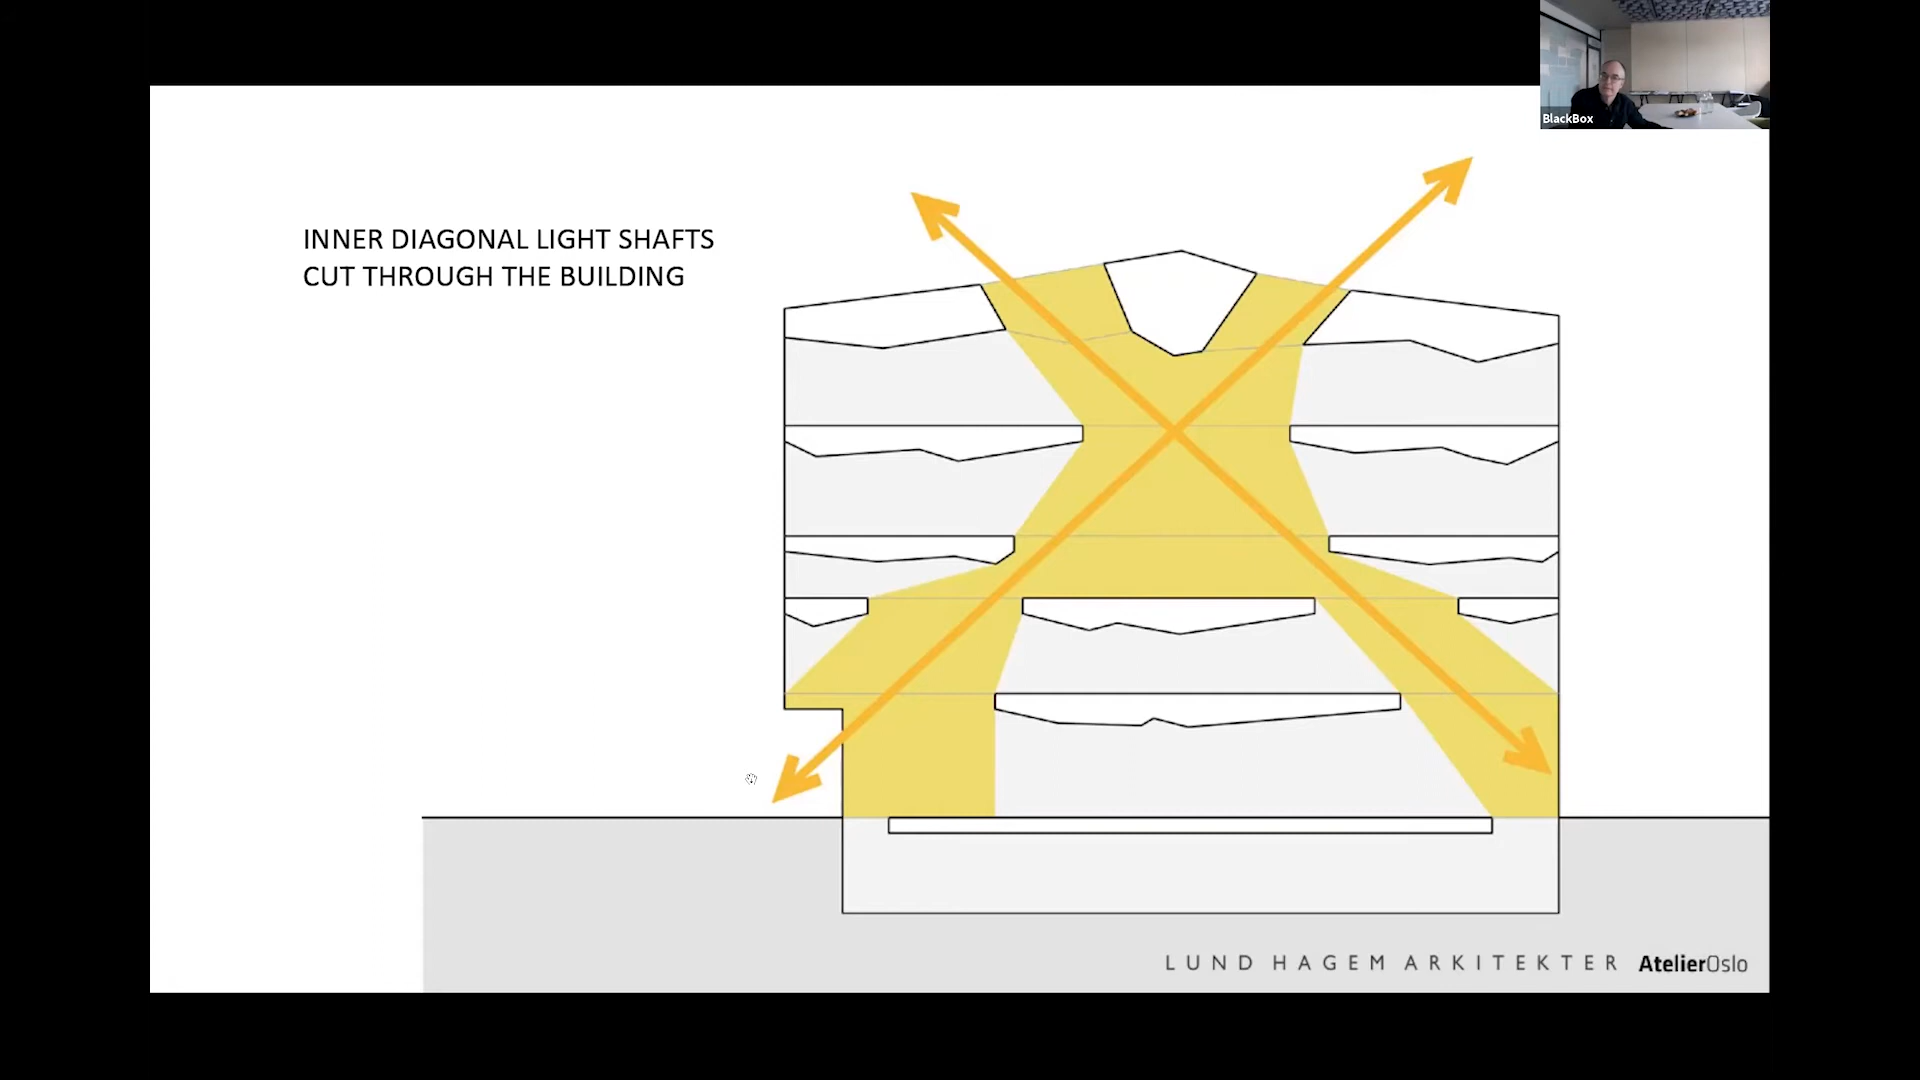 BlackBox
INNER DIAGONAL LIGHT SHAFTS
CUT THROUGH THE BUILDING
LUND HAGEM ARKITEKTER AtelierOslo